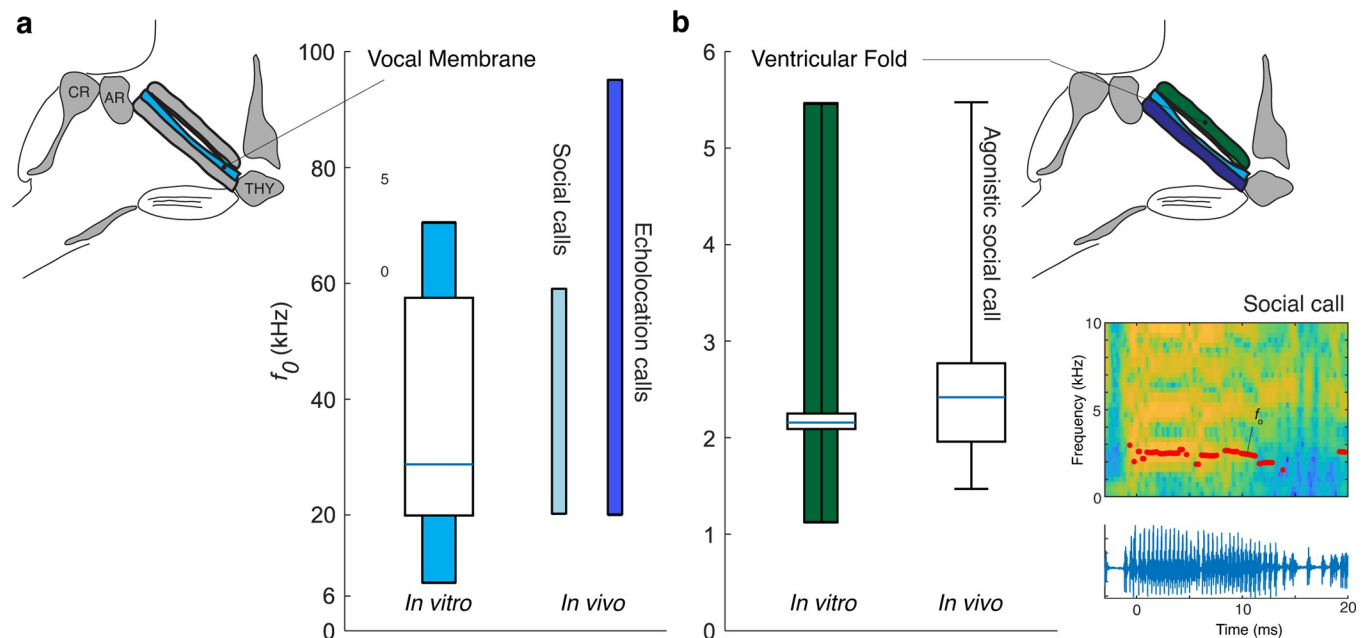 a
CR
AR
THY
100
80
60
40
20
6
0
f0 (kHz)
Vocal Membrane
5
0
Social calls
Echolocation calls
In vitro
In vivo
b
6
5
4
3
2
1
0
Ventricular Fold
Agonistic social call
In vitro
In vivo
Social call
10
5
0
Frequency (kHz)
fo
0
10
20
Time (ms)